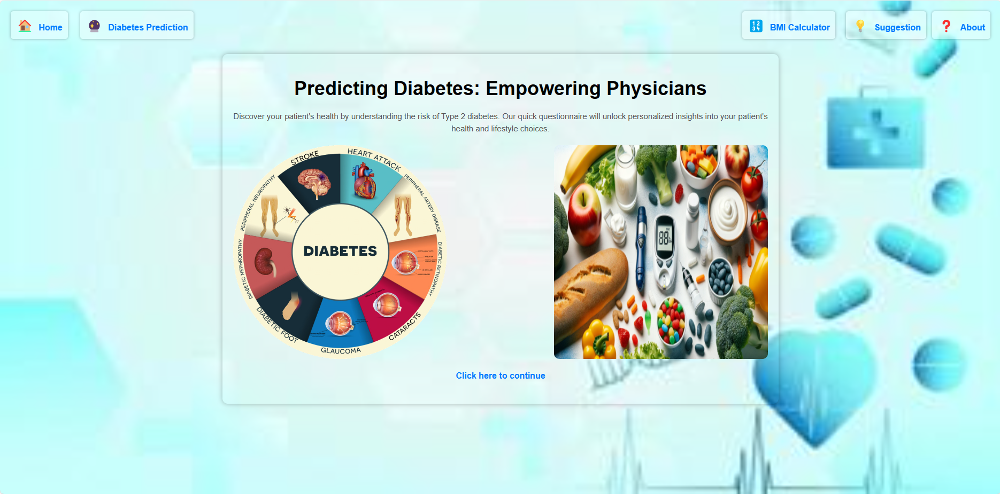 Home
Diabetes Prediction
BMI Calculator
Suggestion
About
Predicting Diabetes: Empowering Physicians
Discover your patient's health by understanding the risk of Type 2 diabetes. Our quick questionnaire will unlock personalized insights into your patient's
health and lifestyle choices.
STROKE
HEART ATTACK
PERIPHERAL ARTERY DISEASE
DIABETIC RETINOPATHY
CATARACTS
GLAUCOMA
DIABETIC FOOT
DIABETIC NEPHROPATHY
PERIPHERAL NEUROPATHY
DIABETES
88
Click here to continue